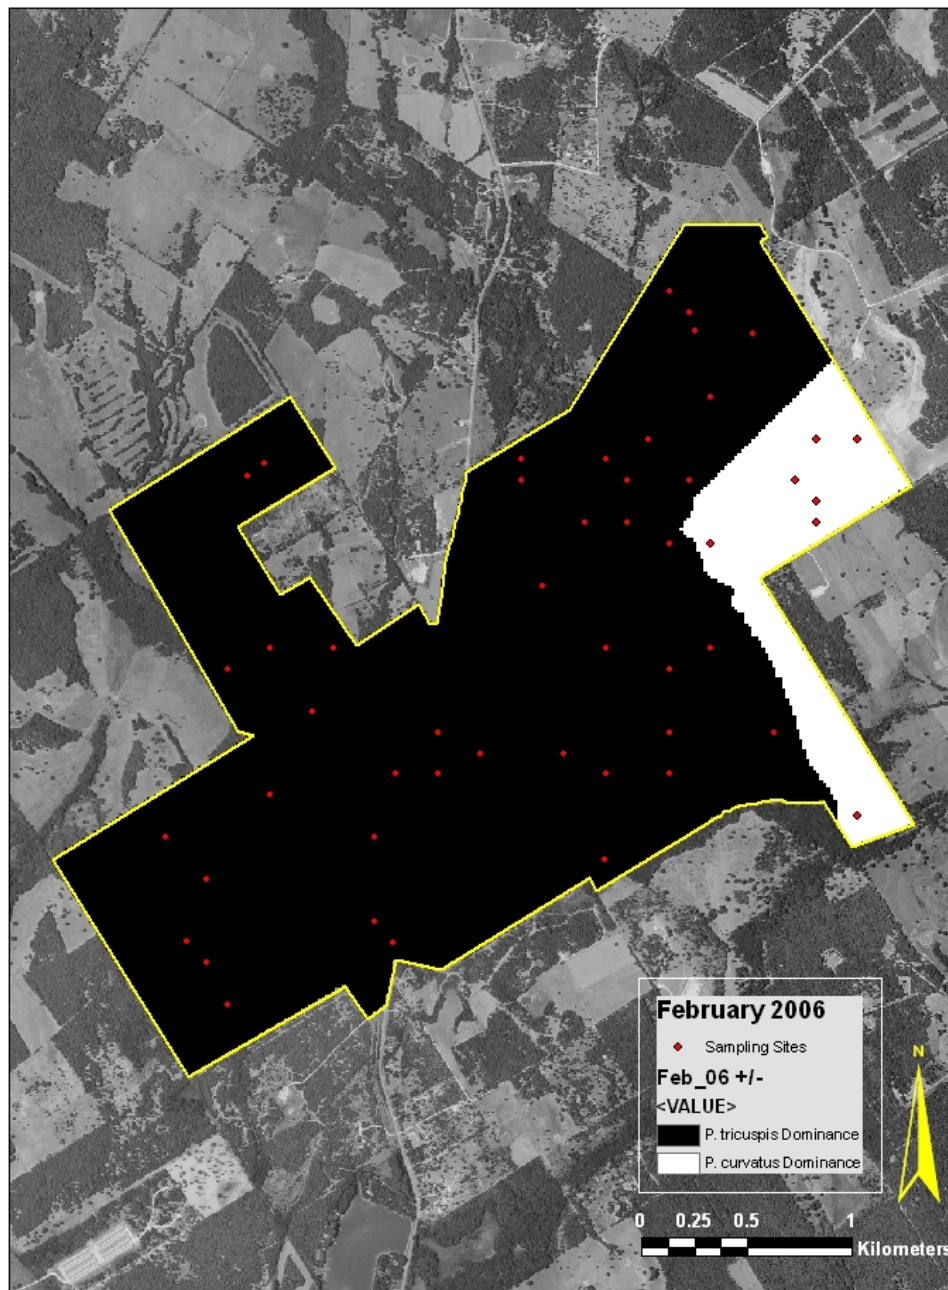 February 2006
Sampling Sites
Feb_06 +/-
<VALUE>
P. tricuspis Dominance
P. curvatus Dominance
N
0 0.25 0.5 1
Kilometers